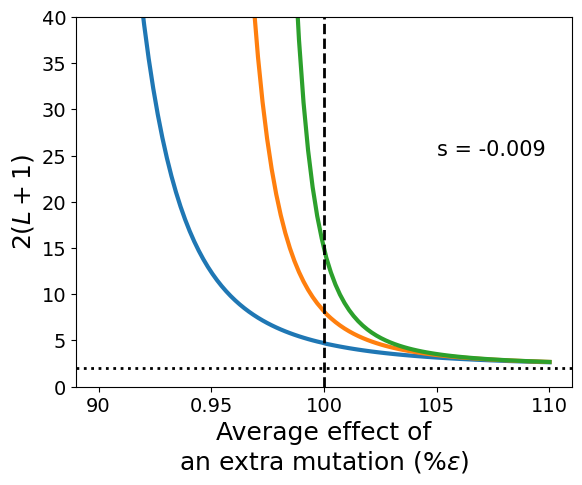 40
35
30
25
20
15
10
5
0
2(L + 1)
s = -0.009
90 0.95 100 105 110
Average effect of
an extra mutation (%ε)